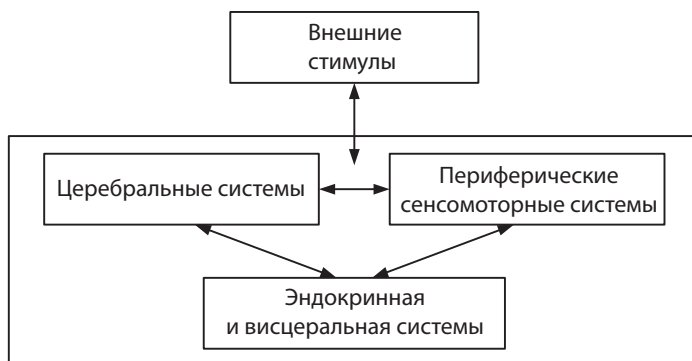 Внешние
стимулы
Церебральные системы
Периферические
сенсомоторные системы
Эндокринная
и висцеральная системы